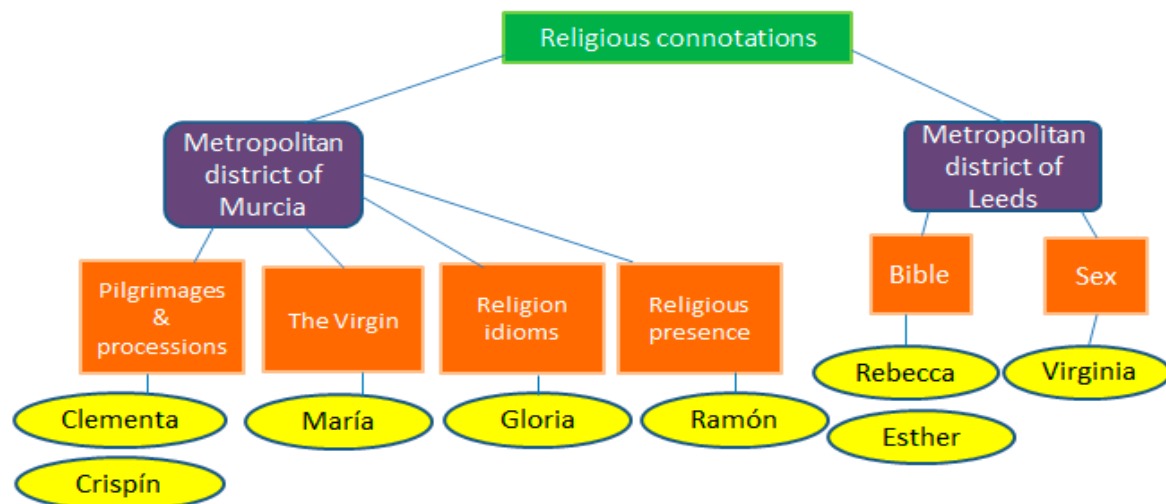 Religious connotations
Metropolitan
district of
Murcia
Metropolitan
district of
Leeds
Pilgrimages
&
processions
The Virgin
Religion
idioms
Religious
presence
Bible
Sex
Clementa
María
Gloria
Ramón
Rebecca
Virginia
Crispín
Esther